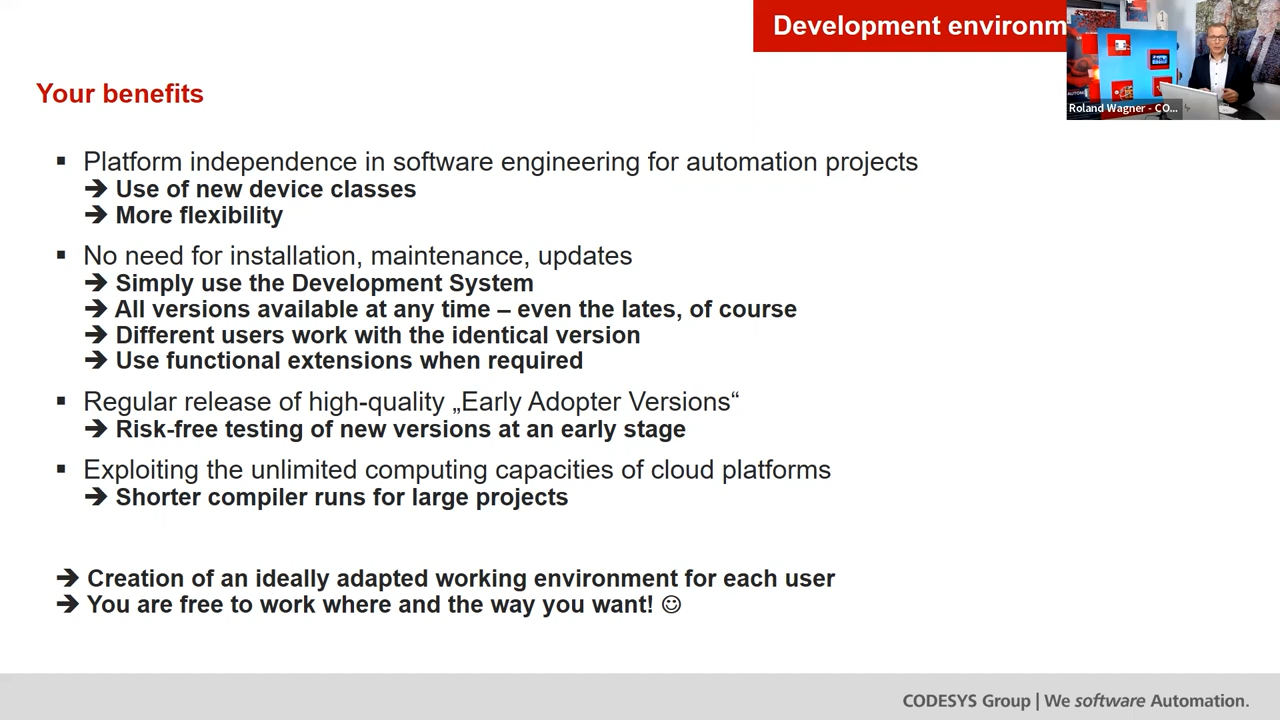 Development environm
Roland Wagner - CO...
Your benefits
▪ Platform independence in software engineering for automation projects
➔ Use of new device classes
➔ More flexibility
▪ No need for installation, maintenance, updates
➔ Simply use the Development System
➔ All versions available at any time – even the lates, of course
➔ Different users work with the identical version
➔ Use functional extensions when required
▪ Regular release of high-quality „Early Adopter Versions“
➔ Risk-free testing of new versions at an early stage
▪ Exploiting the unlimited computing capacities of cloud platforms
➔ Shorter compiler runs for large projects
➔ Creation of an ideally adapted working environment for each user
➔ You are free to work where and the way you want! ☺
CODESYS Group | We software Automation.